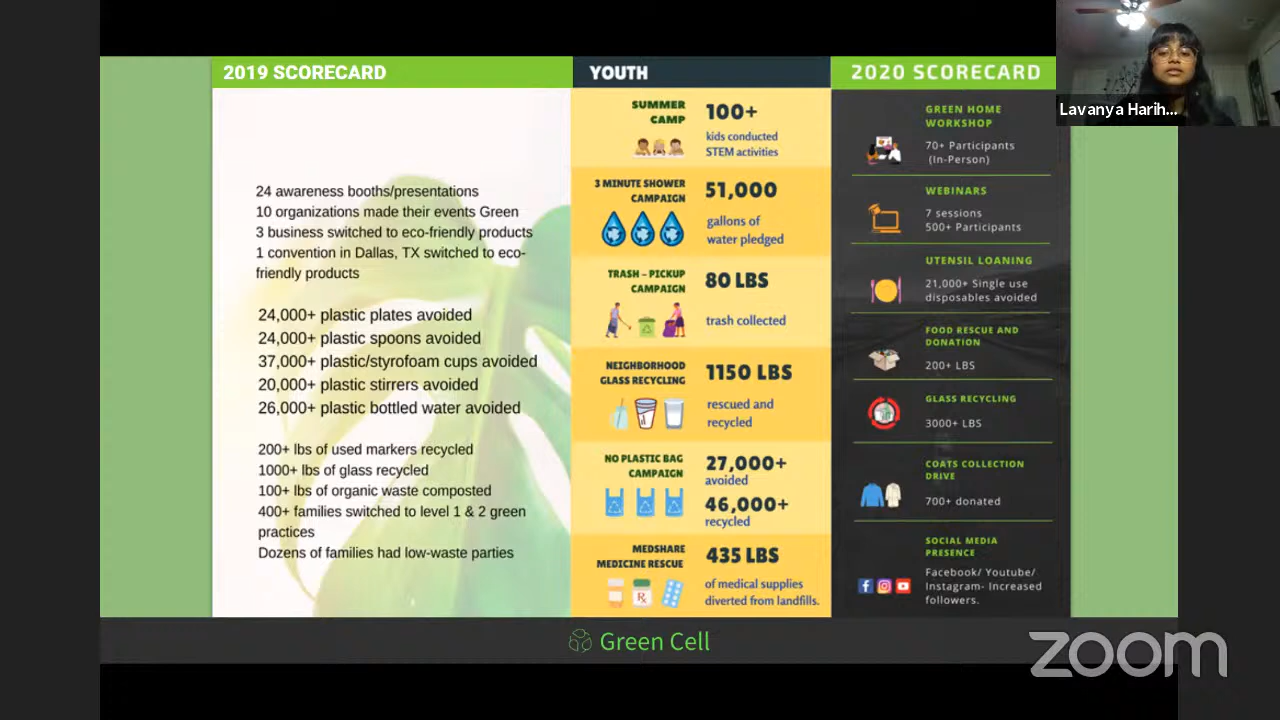 2019 SCORECARD
24 awareness booths/presentations
10 organizations made their events Green
3 business switched to eco-friendly products
1 convention in Dallas, TX switched to eco-
friendly products
24,000+ plastic plates avoided
24,000+ plastic spoons avoided
37,000+ plastic/styrofoam cups avoided
20,000+ plastic stirrers avoided
26,000+ plastic bottled water avoided
200+ lbs of used markers recycled
1000+ lbs of glass recycled
100+ lbs of organic waste composted
400+ families switched to level 1 & 2 green
practices
Dozens of families had low-waste parties
YOUTH
SUMMER
CAMP
100+
kids conducted
STEM activities
3 MINUTE SHOWER
CAMPAIGN
51,000
gallons of
water pledged
TRASH - PICKUP
CAMPAIGN
80 LBS
trash collected
NEIGHBORHOOD
GLASS RECYCLING
1150 LBS
rescued and
recycled
NO PLASTIC BAG
CAMPAIGN
27,000+
avoided
46,000+
recycled
MEDSHARE
MEDICINE RESCUE
435 LBS
of medical supplies
diverted from landfills.
2020 SCORECARD
GREEN HOME
WORKSHOP
70+ Participants
(In-Person)
WEBINARS
7 sessions
500+ Participants
UTENSIL LOANING
21,000+ Single use
disposables avoided
FOOD RESCUE AND
DONATION
200+ LBS
GLASS RECYCLING
3000+ LBS
COATS COLLECTION
DRIVE
700+ donated
SOCIAL MEDIA
PRESENCE
Facebook/ Youtube/
Instagram- Increased
followers.
Lavanya Harih...
Green Cell
zoom